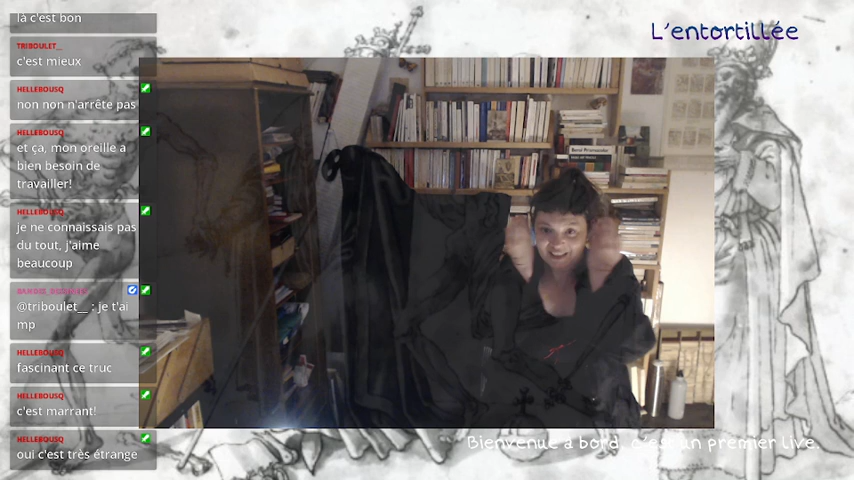 là c'est bon
TRIBOULET_
c'est mieux
HELLEBOUSQ
non non n'arrête pas
HELLEBOUSQ
et ça, mon oreille a
bien besoin de
travailler!
HELLEBOUSQ
je ne connaissais pas
du tout, j'aime
beaucoup
@triboulet__ : je t'ai
mp
HELLEBOUSQ
fascinant ce truc
HELLEBOUSQ
c'est marrant!
HELLEBOUSQ
oui c'est très étrange
L'entortillée
Bienvenue à bord, c'est un premier live.